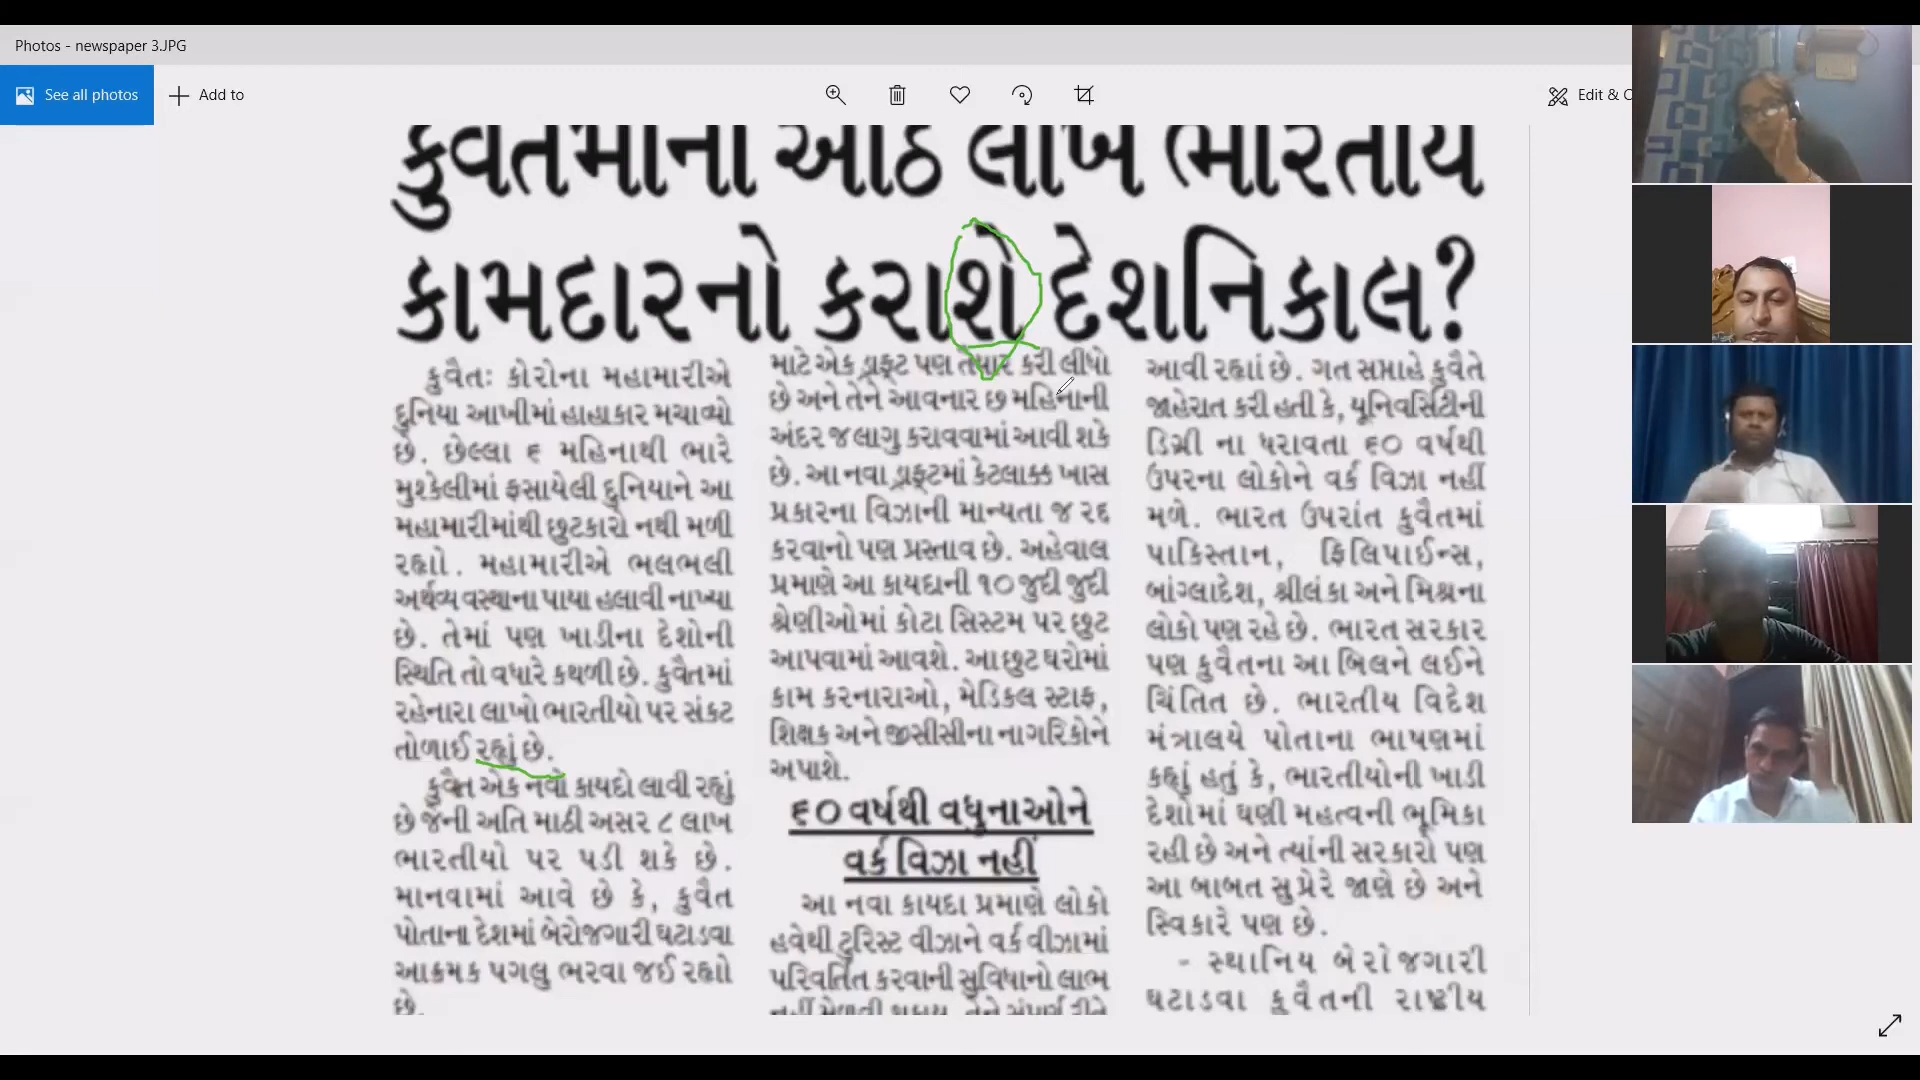 Photos - newspaper 3.JPG
See all photos
Add to
Edit & C
કુવૈતમાંના આઠ લાખ ભારતીય
કામદારનો કરાશે દેશનિકાલ?
કુવૈતઃ કોરોના મહામારીએ
દુનિયા આખીમાં હાહાકાર મચાવ્યો
છે. છેલ્લા ૬ મહિનાથી ભારે
મુશ્કેલીમાં ફસાયેલી દુનિયાને આ
મહામારીમાંથી છુટકારો નથી મળી
રહ્યો. મહામારીએ ભલભલી
અર્થવ્યવસ્થાના પાયા હલાવી નાખ્યા
છે. તેમાં પણ ખાડીના દેશોની
સ્થિતિ તો વધારે કથળી છે. કુવૈતમાં
રહેનારા લાખો ભારતીયો પર સંકટ
તોળાઈ રહ્યું છે.
કુવૈત એક નવો કાયદો લાવી રહ્યું
છે જેની અતિ માઠી અસર ૮ લાખ
ભારતીયો પર પડી શકે છે.
માનવામાં આવે છે કે, કુવૈત
પોતાના દેશમાં બેરોજગારી ઘટાડવા
આક્રમક પગલુ ભરવા જઈ રહ્યો
છે.
માટે એક ડ્રાફ્ટ પણ તૈયાર કરી લીધો
છે અને તેને આવનાર છ મહિનાની
અંદર જ લાગુ કરાવવામાં આવી શકે
છે. આ નવા ડ્રાફ્ટમાં કેટલાક્ક ખાસ
પ્રકારના વિઝાની માન્યતા જ રદ્દ
કરવાનો પણ પ્રસ્તાવ છે. અહેવાલ
પ્રમાણે આ કાયદાની ૧૦ જુદી જુદી
શ્રેણીઓમાં કોટા સિસ્ટમ પર છુટ
આપવામાં આવશે. આ છુટ ઘરોમાં
કામ કરનારાઓ, મેડિકલ સ્ટાફ,
શિક્ષક અને જીસીસીના નાગરિકોને
અપાશે.
૬૦ વર્ષથી વધુનાઓને
વર્ક વિઝા નહીં
આ નવા કાયદા પ્રમાણે લોકો
હવેથી ટુરિસ્ટ વીઝાને વર્ક વીઝામાં
પરિવર્તિત કરવાની સુવિધાનો લાભ
આવી રહ્યાં છે. ગત સપ્તાહે કુવૈતે
જાહેરાત કરી હતી કે, યૂનિવર્સિટીની
ડિગ્રી ના ધરાવતા ૬૦ વર્ષથી
ઉપરના લોકોને વર્ક વિઝા નહીં
મળે. ભારત ઉપરાંત કુવૈતમાં
પાકિસ્તાન, ફિલિપાઈન્સ,
બાંગ્લાદેશ, શ્રીલંકા અને મિશ્રના
લોકો પણ રહે છે. ભારત સરકાર
પણ કુવૈતના આ બિલને લઈને
ચિંતિત છે. ભારતીય વિદેશ
મંત્રાલયે પોતાના ભાષણમાં
કહ્યું હતું કે, ભારતીયોની ખાડી
દેશોમાં ઘણી મહત્વની ભૂમિકા
રહી છે અને ત્યાંની સરકારો પણ
આ બાબત સુપેરે જાણે છે અને
સ્વિકારે પણ છે.
- સ્થાનિય બેરોજગારી
ઘટાડવા કુવૈતની રાષ્ટ્રીય